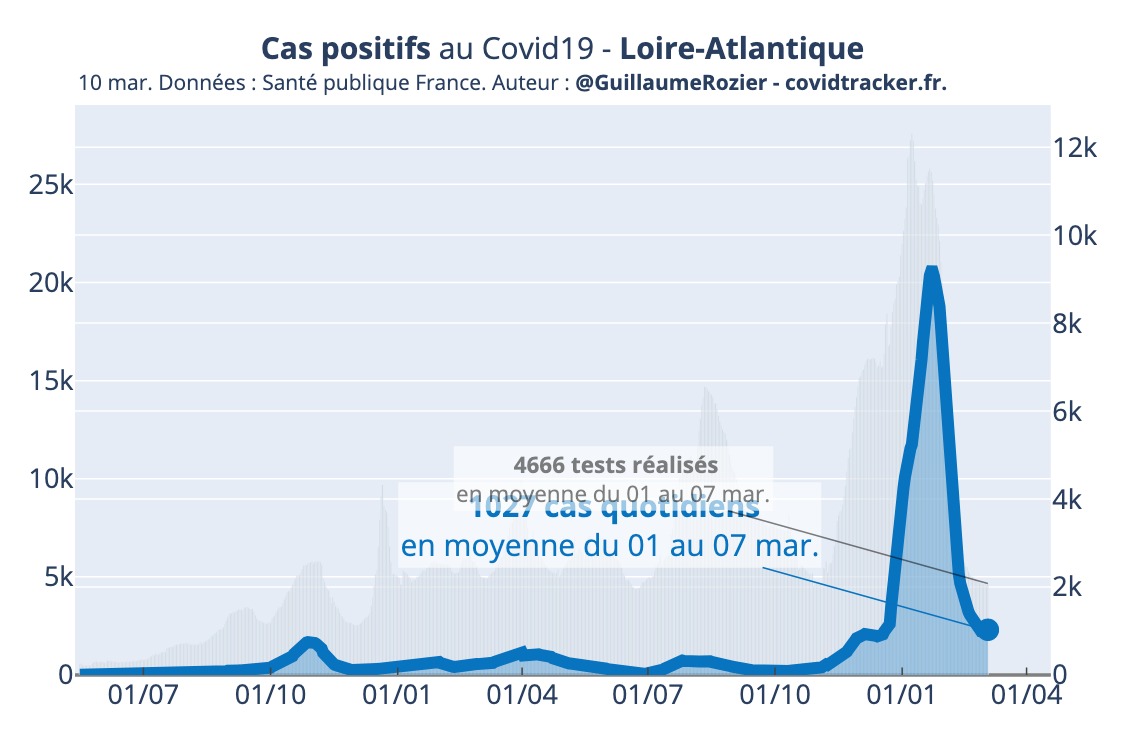 Cas positifs au Covid19 - Loire-Atlantique
10 mar. Données : Santé publique France. Auteur : @GuillaumeRozier - covidtracker.fr.
12k
25k
10k
20k
8k
15k
6k
4666 tests réalisés
en moyenne du 01 au 07 mar.
10k
4k
1027 cas quotidiens
en moyenne du 01 au 07 mar.
5k
2k
0
0
01/07 01/10 01/01 01/04 01/07 01/10 01/01 01/04